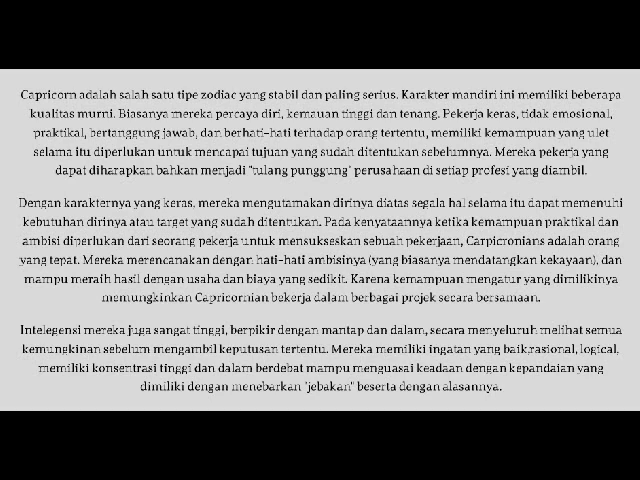 Capricorn adalah salah satu tipe zodiac yang stabil dan paling serius. Karakter mandiri ini memiliki beberapa
kualitas murni. Biasanya mereka percaya diri, kemauan tinggi dan tenang. Pekerja keras, tidak emosional,
praktikal, bertanggung jawab, dan berhati-hati terhadap orang tertentu, memiliki kemampuan yang ulet
selama itu diperlukan untuk mencapai tujuan yang sudah ditentukan sebelumnya. Mereka pekerja yang
dapat diharapkan bahkan menjadi "tulang punggung" perusahaan di setiap profesi yang diambil.
Dengan karakternya yang keras, mereka mengutamakan dirinya diatas segala hal selama itu dapat memenuhi
kebutuhan dirinya atau target yang sudah ditentukan. Pada kenyataannya ketika kemampuan praktikal dan
ambisi diperlukan dari seorang pekerja untuk mensukseskan sebuah pekerjaan, Carpicronians adalah orang
yang tepat. Mereka merencanakan dengan hati-hati ambisinya (yang biasanya mendatangkan kekayaan), dan
mampu meraih hasil dengan usaha dan biaya yang sedikit. Karena kemampuan mengatur yang dimilikinya
memungkinkan Capricornian bekerja dalam berbagai projek secara bersamaan.
Intelegensi mereka juga sangat tinggi, berpikir dengan mantap dan dalam, secara menyeluruh melihat semua
kemungkinan sebelum mengambil keputusan tertentu. Mereka memiliki ingatan yang baik,rasional, logical,
memiliki konsentrasi tinggi dan dalam berdebat mampu menguasai keadaan dengan kepandaian yang
dimiliki dengan menebarkan "jebakan" beserta dengan alasannya.